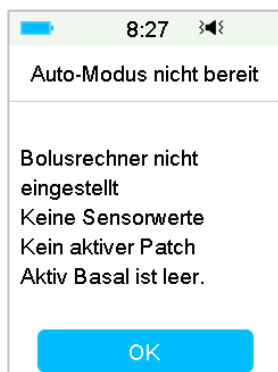 8:27
Auto-Modus nicht bereit
Bolusrechner nicht
eingestellt
Keine Sensorwerte
Kein aktiver Patch
Aktiv Basal ist leer.
OK